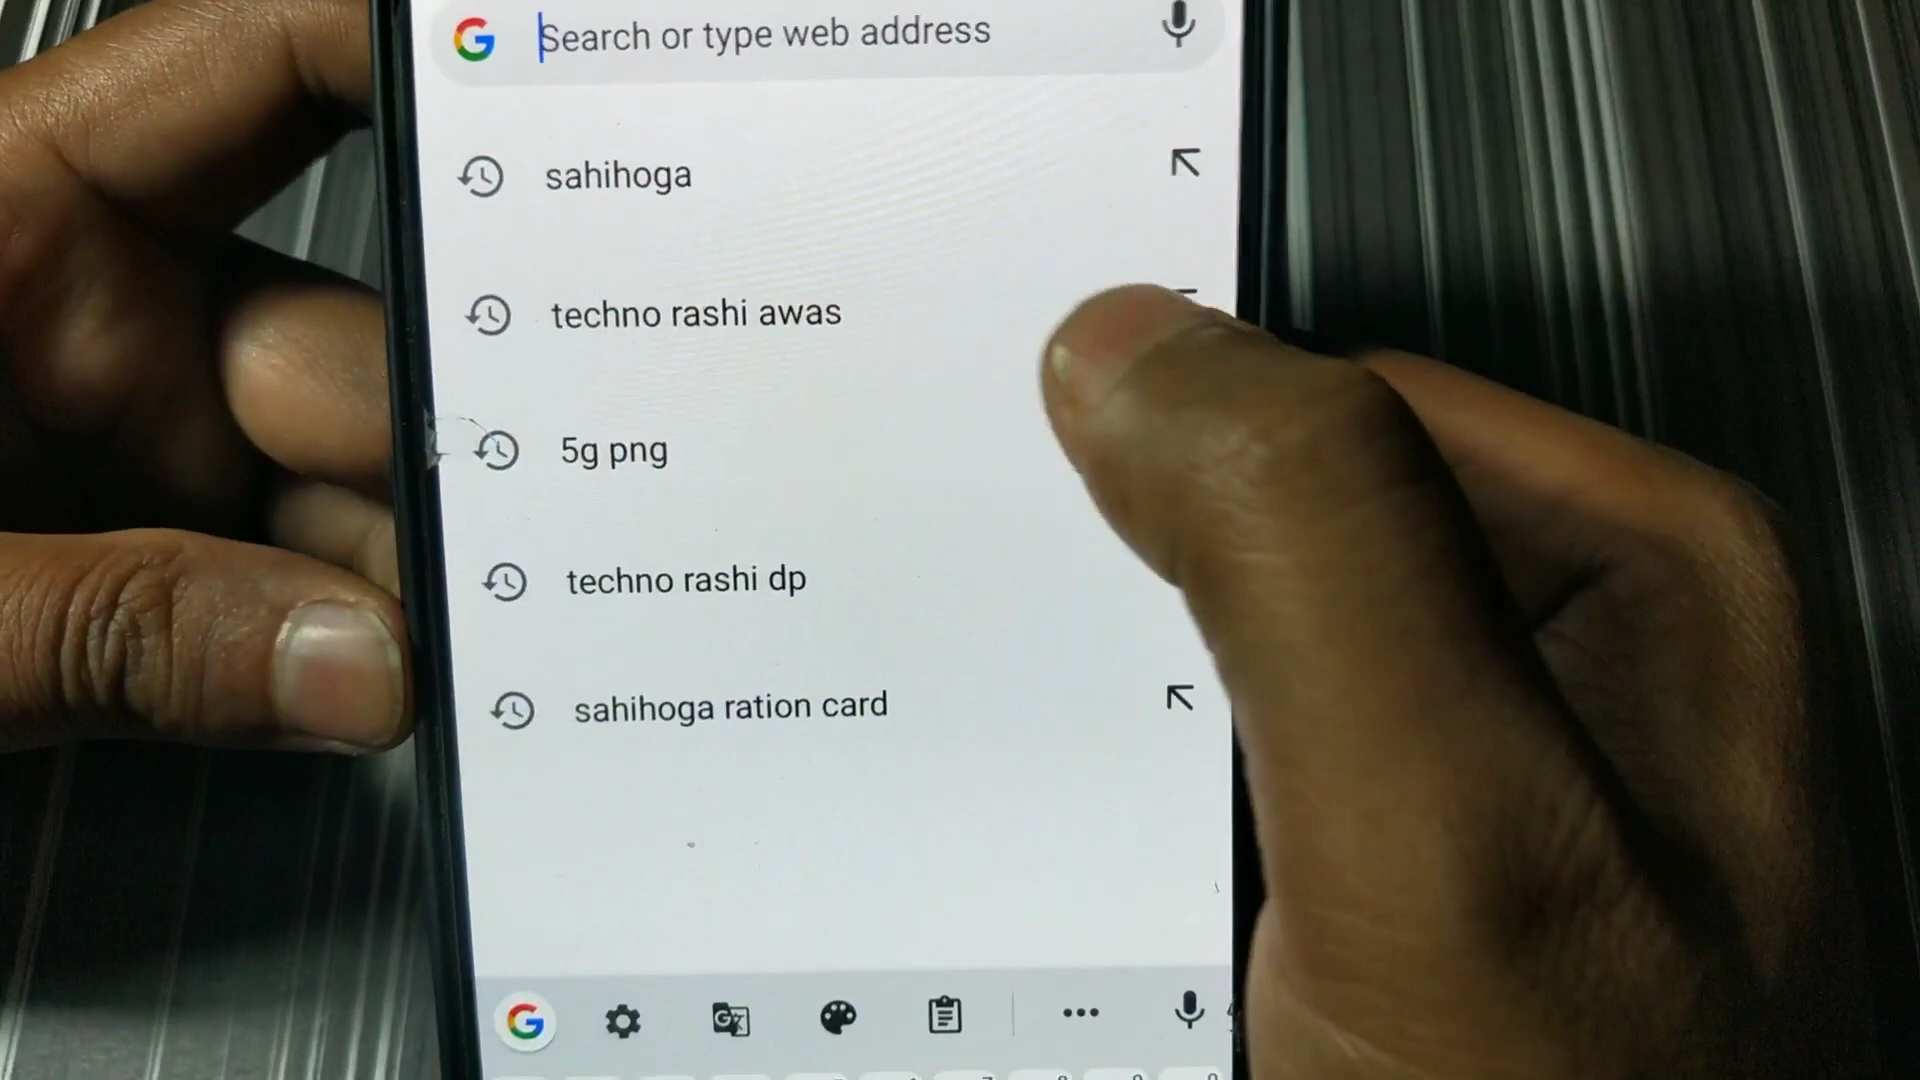 Search or type web address
sahihoga
techno rashi awas
5g png
techno rashi dp
sahihoga ration card